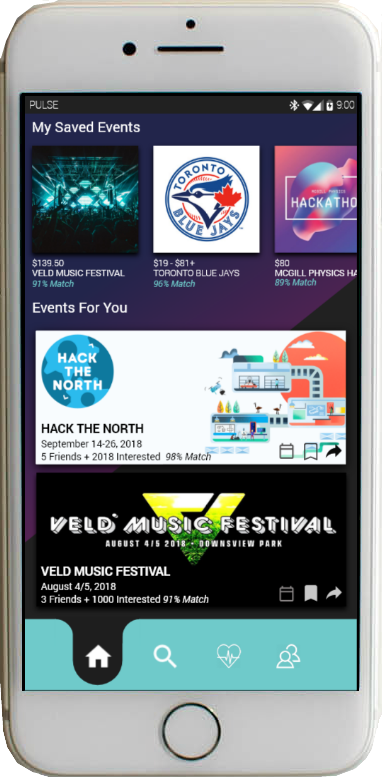 PULSE 9:00
My Saved Events
TORONTO
BLUE JAYS
MCGILL PHYSICS
HACKATHO
$139.50
VELD MUSIC FESTIVAL
91% Match
$19 - $81+
TORONTO BLUE JAYS
96% Match
$80
MCGILL PHYSICS HA
89% Match
Events For You
HACK
THE
NORTH
HACK THE NORTH
September 14-26, 2018
5 Friends + 2018 Interested 98% Match
VELD MUSIC FESTIVAL
AUGUST 4/5 2018 • DOWNSVIEW PARK
VELD MUSIC FESTIVAL
August 4/5, 2018
3 Friends + 1000 Interested 91% Match